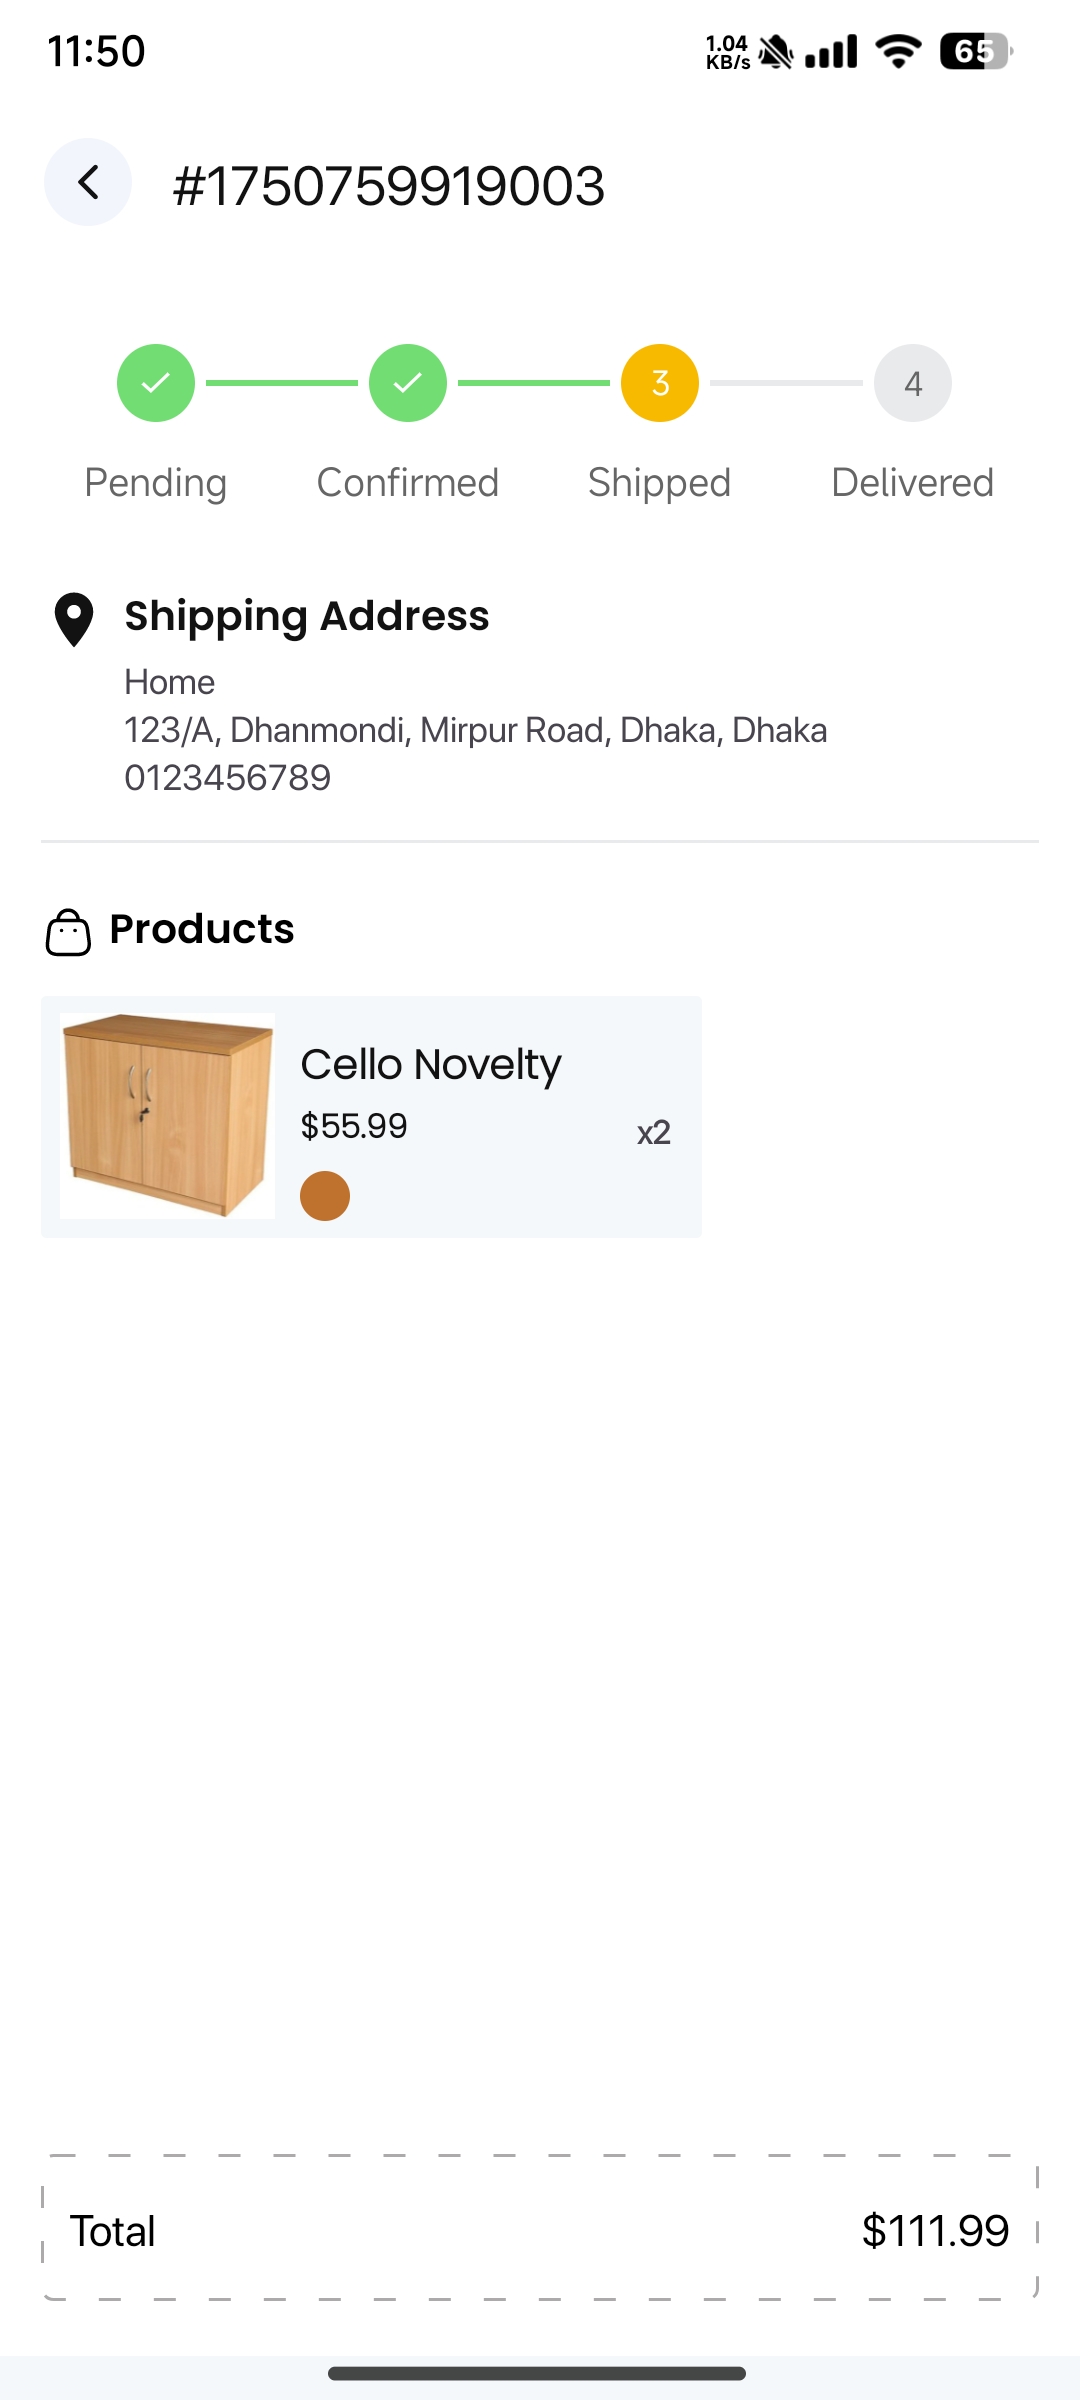 11:50
1.04
KB/s
65
#1750759919003
3
4
Pending
Confirmed
Shipped
Delivered
Shipping Address
Home
123/A, Dhanmondi, Mirpur Road, Dhaka, Dhaka
0123456789
Products
Cello Novelty
$55.99
x2
Total
$111.99